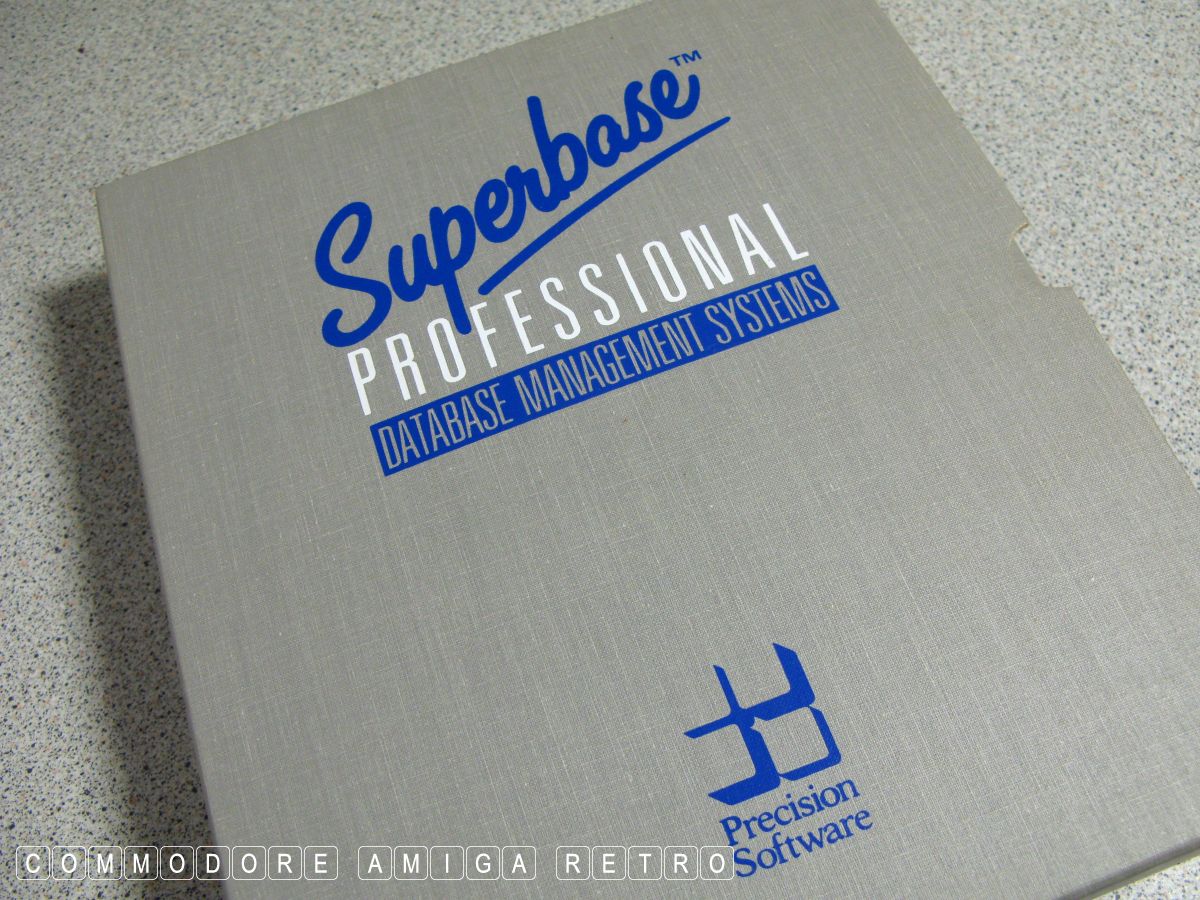 Superbase™
PROFESSIONAL
DATABASE MANAGEMENT SYSTEMS
Precision
Software
COMMODORE AMIGA RETRO